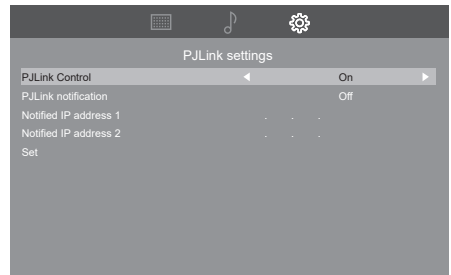 PJLink settings
PJLink Control On
PJLink notification Off
Notified IP address 1 . . .
Notified IP address 2 . . .
Set